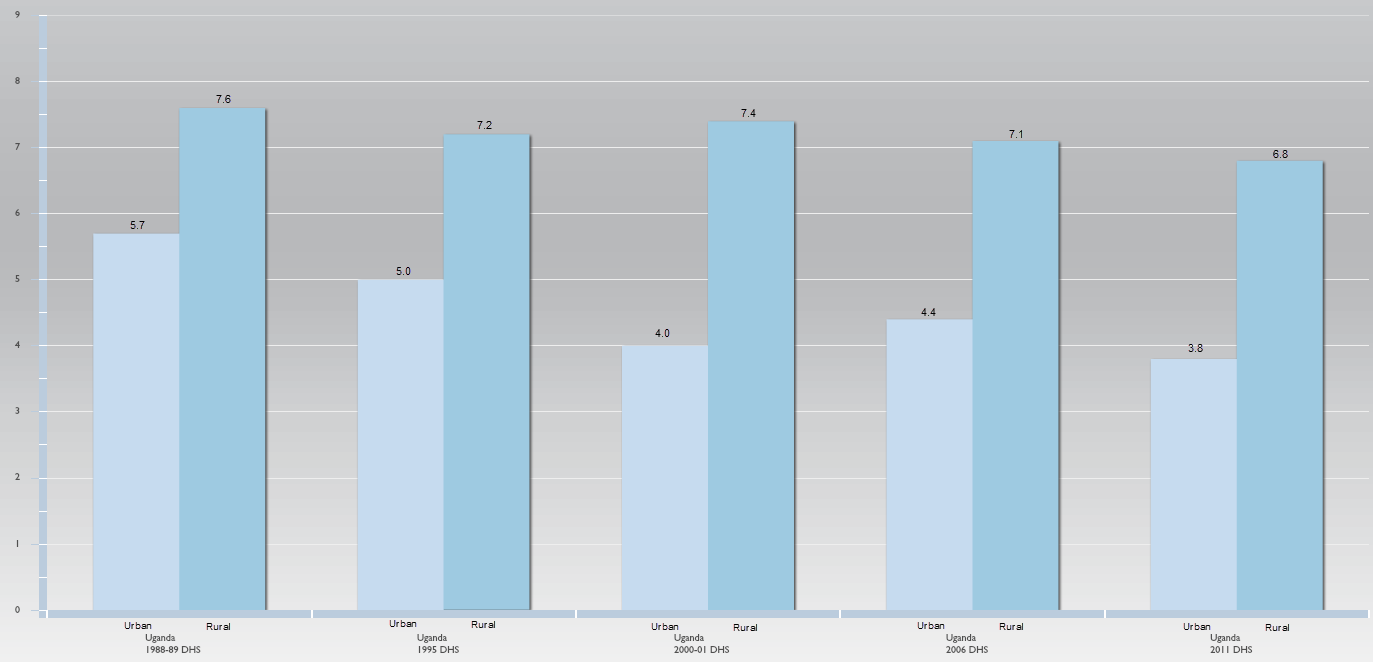 9
8
7
6
5
4
3
2
1
0
5.7
7.6
5.0
7.2
4.0
7.4
4.4
7.1
3.8
6.8
Urban Rural
Uganda
1988-89 DHS
Urban Rural
Uganda
1995 DHS
Urban Rural
Uganda
2000-01 DHS
Urban Rural
Uganda
2006 DHS
Urban Rural
Uganda
2011 DHS